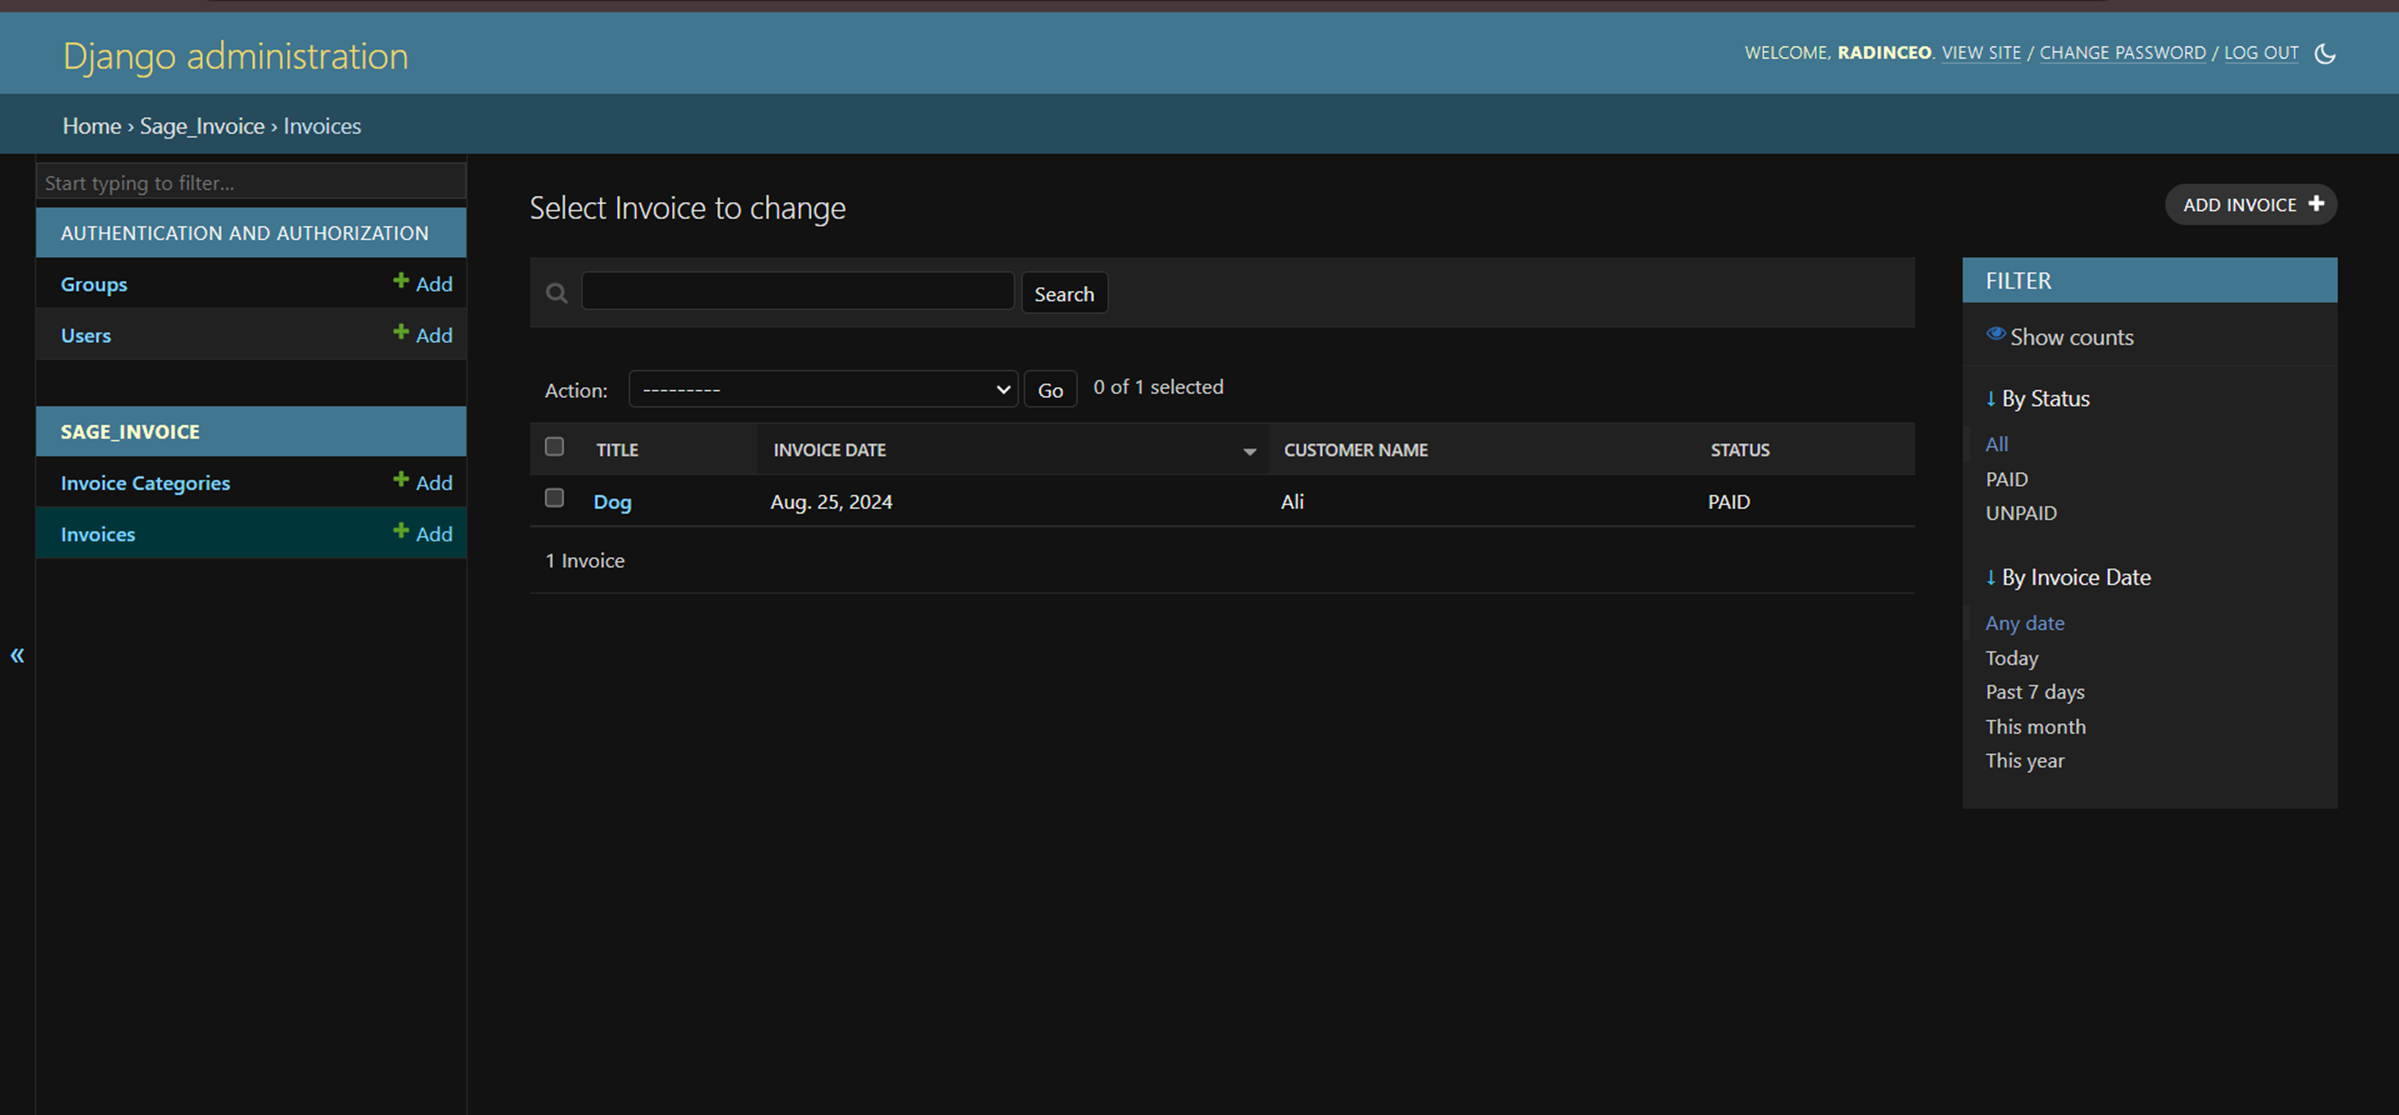 Django administration
WELCOME, RADINCEO. VIEW SITE / CHANGE PASSWORD / LOG OUT
Home › Sage_Invoice › Invoices
Start typing to filter...
AUTHENTICATION AND AUTHORIZATION
Groups Add
Users Add
SAGE_INVOICE
Invoice Categories Add
Invoices Add
«
Select Invoice to change
ADD INVOICE
Search
Action: --------- Go 0 of 1 selected
TITLE INVOICE DATE CUSTOMER NAME STATUS
Dog Aug. 25, 2024 Ali PAID
1 Invoice
FILTER
Show counts
↓ By Status
All
PAID
UNPAID
↓ By Invoice Date
Any date
Today
Past 7 days
This month
This year